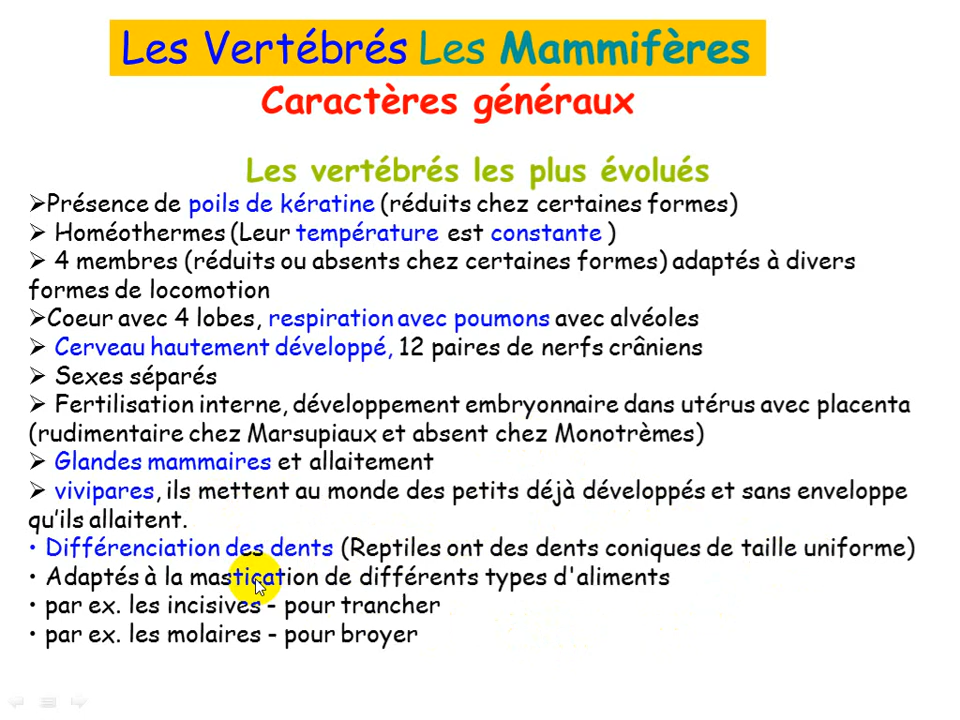 Les Vertébrés Les Mammifères
Caractères généraux
Les vertébrés les plus évolués
➢Présence de poils de kératine (réduits chez certaines formes)
➢ Homéothermes (Leur température est constante )
➢ 4 membres (réduits ou absents chez certaines formes) adaptés à divers
formes de locomotion
➢Coeur avec 4 lobes, respiration avec poumons avec alvéoles
➢ Cerveau hautement développé, 12 paires de nerfs crâniens
➢ Sexes séparés
➢ Fertilisation interne, développement embryonnaire dans utérus avec placenta
(rudimentaire chez Marsupiaux et absent chez Monotrèmes)
➢ Glandes mammaires et allaitement
➢ vivipares, ils mettent au monde des petits déjà développés et sans enveloppe
qu'ils allaitent.
• Différenciation des dents (Reptiles ont des dents coniques de taille uniforme)
• Adaptés à la mastication de différents types d'aliments
• par ex. les incisives - pour trancher
• par ex. les molaires - pour broyer